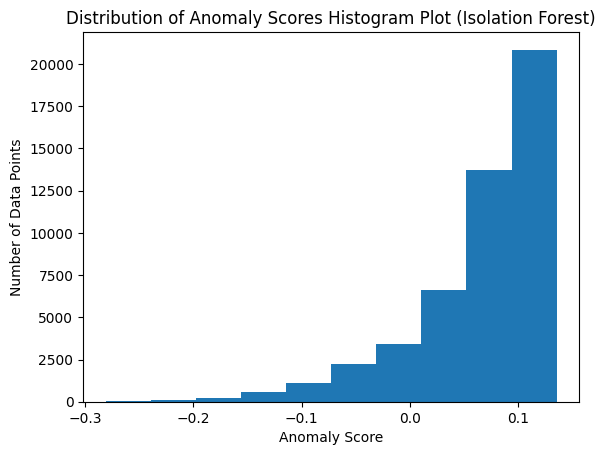 Distribution of Anomaly Scores Histogram Plot (Isolation Forest)
20000
17500
15000
12500
10000
7500
5000
2500
0
Number of Data Points
−0.3 −0.2 −0.1 0.0 0.1
Anomaly Score